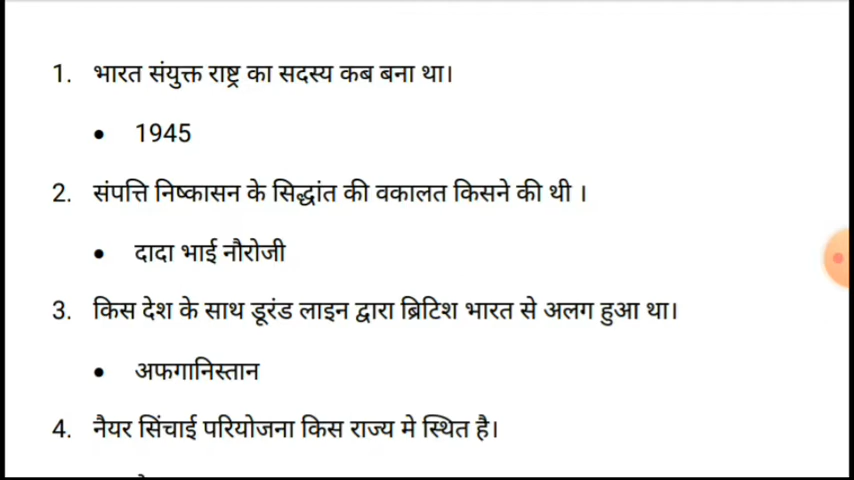 1. भारत संयुक्त राष्ट्र का सदस्य कब बना था।
• 1945
2. संपत्ति निष्कासन के सिद्धांत की वकालत किसने की थी ।
• दादा भाई नौरोजी
3. किस देश के साथ डूरंड लाइन द्वारा ब्रिटिश भारत से अलग हुआ था।
• अफगानिस्तान
4. नैयर सिंचाई परियोजना किस राज्य मे स्थित है।